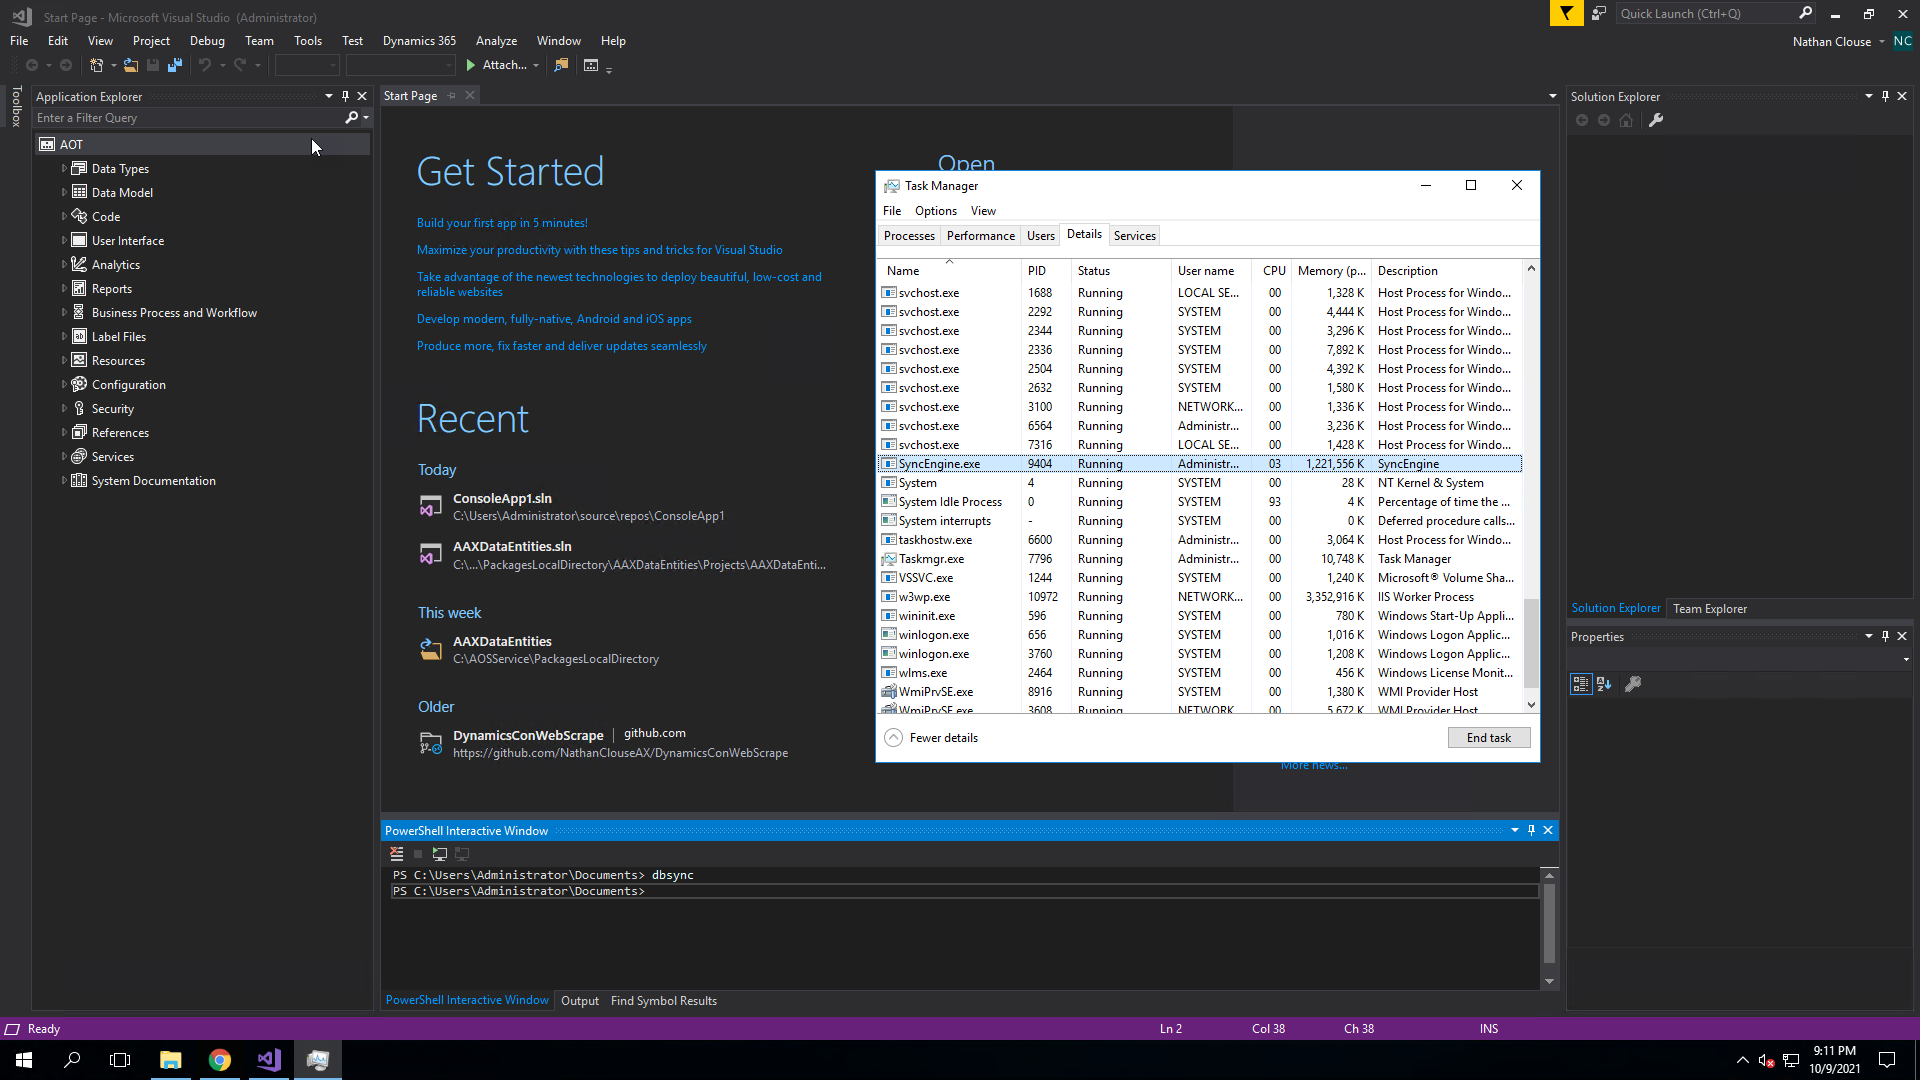 Start Page - Microsoft Visual Studio (Administrator)
Quick Launch (Ctrl+Q)
File Edit View Project Debug Team Tools Test Dynamics 365 Analyze Window Help
Nathan Clouse NC
Attach...
Toolbox
Application Explorer
Enter a Filter Query
AOT
Data Types
Data Model
Code
User Interface
Analytics
Reports
Business Process and Workflow
Label Files
Resources
Configuration
Security
References
Services
System Documentation
Start Page
Get Started
Build your first app in 5 minutes!
Maximize your productivity with these tips and tricks for Visual Studio
Take advantage of the newest technologies to deploy beautiful, low-cost and
reliable websites
Develop modern, fully-native, Android and iOS apps
Produce more, fix faster and deliver updates seamlessly
Recent
Today
ConsoleApp1.sln
C:\Users\Administrator\source\repos\ConsoleApp1
AAXDataEntities.sln
C:\...\PackagesLocalDirectory\AAXDataEntities\Projects\AAXDataEnti...
This week
AAXDataEntities
C:\AOSService\PackagesLocalDirectory
Older
DynamicsConWebScrape | github.com
https://github.com/NathanClouseAX/DynamicsConWebScrape
Open
More news...
Task Manager
File Options View
Processes Performance Users Details Services
Name PID Status User name CPU Memory (p... Description
svchost.exe 1688 Running LOCAL SE... 00 1,328 K Host Process for Windo...
svchost.exe 2292 Running SYSTEM 00 4,444 K Host Process for Windo...
svchost.exe 2344 Running SYSTEM 00 3,296 K Host Process for Windo...
svchost.exe 2336 Running SYSTEM 00 7,892 K Host Process for Windo...
svchost.exe 2504 Running SYSTEM 00 4,392 K Host Process for Windo...
svchost.exe 2632 Running SYSTEM 00 1,580 K Host Process for Windo...
svchost.exe 3100 Running NETWORK... 00 1,336 K Host Process for Windo...
svchost.exe 6564 Running Administr... 00 3,236 K Host Process for Windo...
svchost.exe 7316 Running LOCAL SE... 00 1,428 K Host Process for Windo...
SyncEngine.exe 9404 Running Administr... 03 1,221,556 K SyncEngine
System 4 Running SYSTEM 00 28 K NT Kernel & System
System Idle Process 0 Running SYSTEM 93 4 K Percentage of time the ...
System interrupts - Running SYSTEM 00 0 K Deferred procedure calls...
taskhostw.exe 6600 Running Administr... 00 3,064 K Host Process for Windo...
Taskmgr.exe 7796 Running Administr... 00 10,748 K Task Manager
VSSVC.exe 1244 Running SYSTEM 00 1,240 K Microsoft® Volume Sha...
w3wp.exe 10972 Running NETWORK... 00 3,352,916 K IIS Worker Process
wininit.exe 596 Running SYSTEM 00 780 K Windows Start-Up Appli...
winlogon.exe 656 Running SYSTEM 00 1,016 K Windows Logon Applic...
winlogon.exe 3760 Running SYSTEM 00 1,208 K Windows Logon Applic...
wlms.exe 2464 Running SYSTEM 00 456 K Windows License Monit...
WmiPrvSE.exe 8916 Running SYSTEM 00 1,380 K WMI Provider Host
WmiPrvSE.exe 3608 Running NETWORK 00 5,672 K WMI Provider Host
Fewer details
End task
Solution Explorer
Solution Explorer Team Explorer
Properties
PowerShell Interactive Window
PS C:\Users\Administrator\Documents> dbsync
PS C:\Users\Administrator\Documents>
PowerShell Interactive Window Output Find Symbol Results
Ready Ln 2 Col 38 Ch 38 INS
9:11 PM
10/9/2021